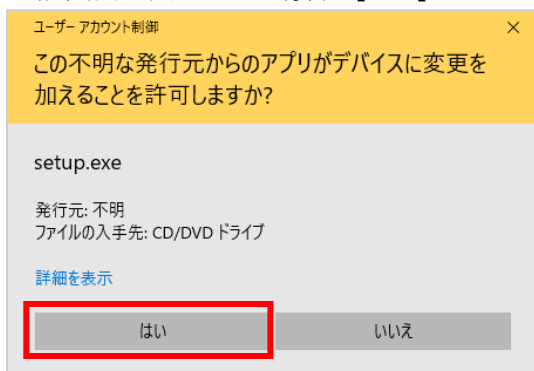 ユーザー アカウント制御
×
この不明な発行元からのアプリがデバイスに変更を
加えることを許可しますか?
setup.exe
発行元: 不明
ファイルの入手先: CD/DVD ドライブ
詳細を表示
はい
いいえ